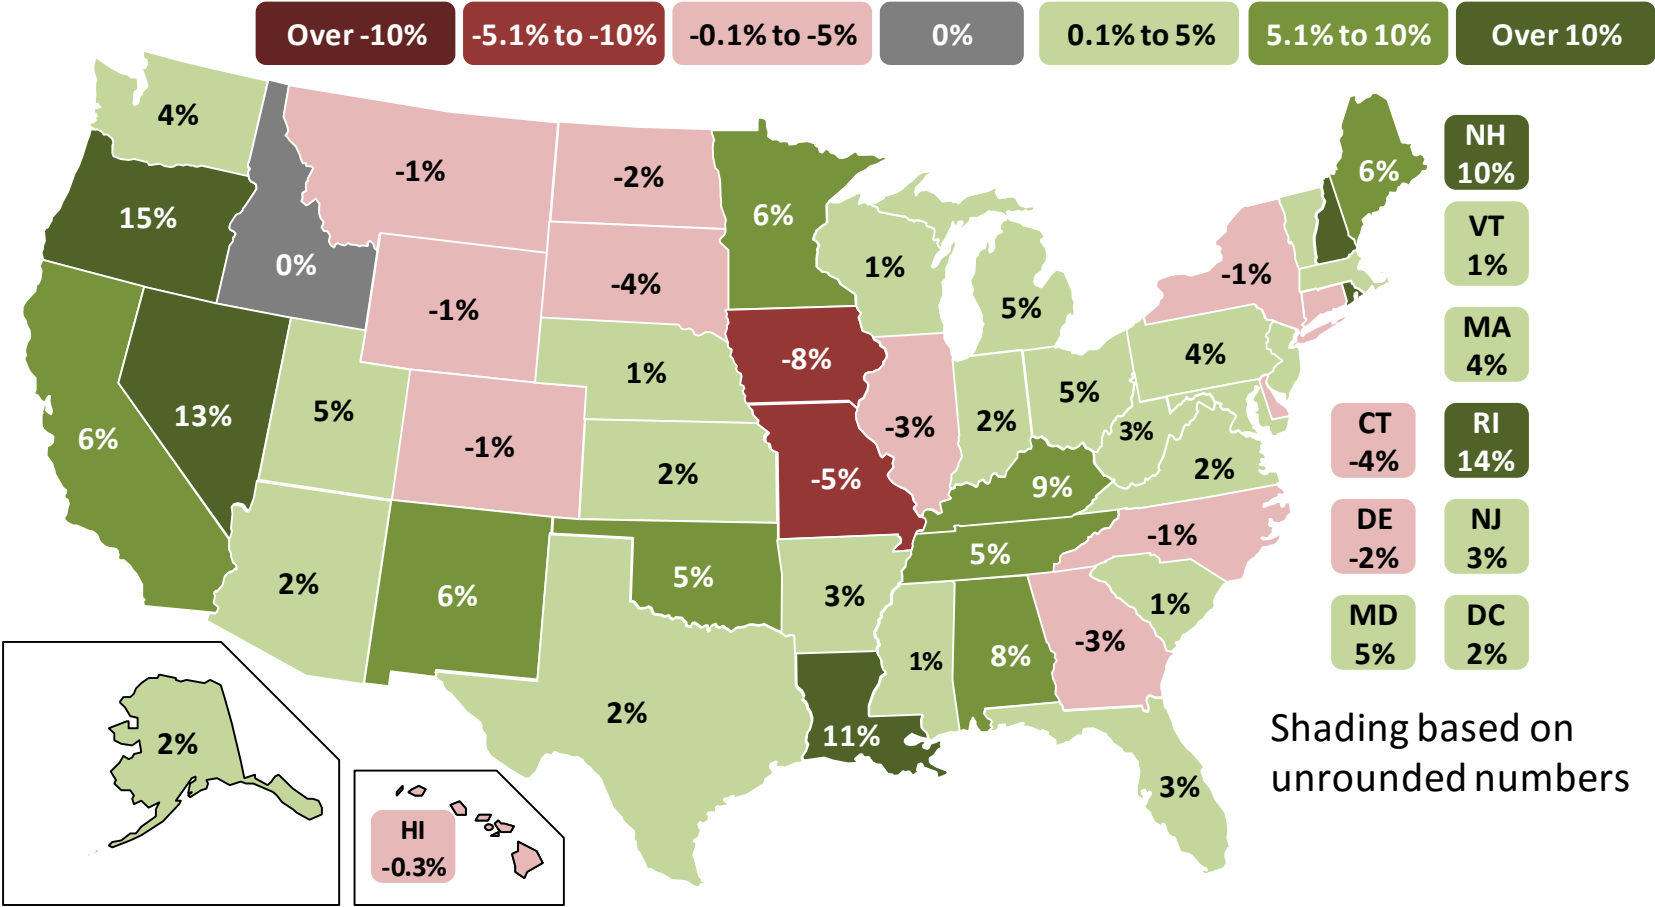 Over -10%
-5.1% to -10%
-0.1% to -5%
0%
0.1% to 5%
5.1% to 10%
Over 10%
4%
-1%
-2%
6%
6%
NH
10%
15%
0%
-1%
-4%
1%
5%
-1%
VT
1%
6%
13%
5%
-1%
1%
-8%
-3%
2%
5%
4%
MA
4%
2%
-5%
9%
3%
2%
CT
-4%
RI
14%
2%
6%
5%
3%
5%
-1%
DE
-2%
NJ
3%
2%
11%
1%
8%
-3%
1%
3%
MD
5%
DC
2%
2%
HI
-0.3%
Shading based on
unrounded numbers